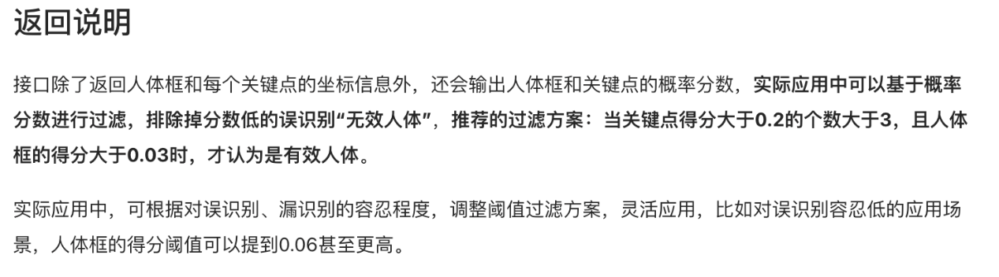 返回说明
接口除了返回人体框和每个关键点的坐标信息外，还会输出人体框和关键点的概率分数，实际应用中可以基于概率
分数进行过滤，排除掉分数低的误识别“无效人体”，推荐的过滤方案：当关键点得分大于0.2的个数大于3，且人体
框的得分大于0.03时，才认为是有效人体。
实际应用中，可根据对误识别、漏识别的容忍程度，调整阈值过滤方案，灵活应用，比如对误识别容忍低的应用场
景，人体框的得分阈值可以提到0.06甚至更高。